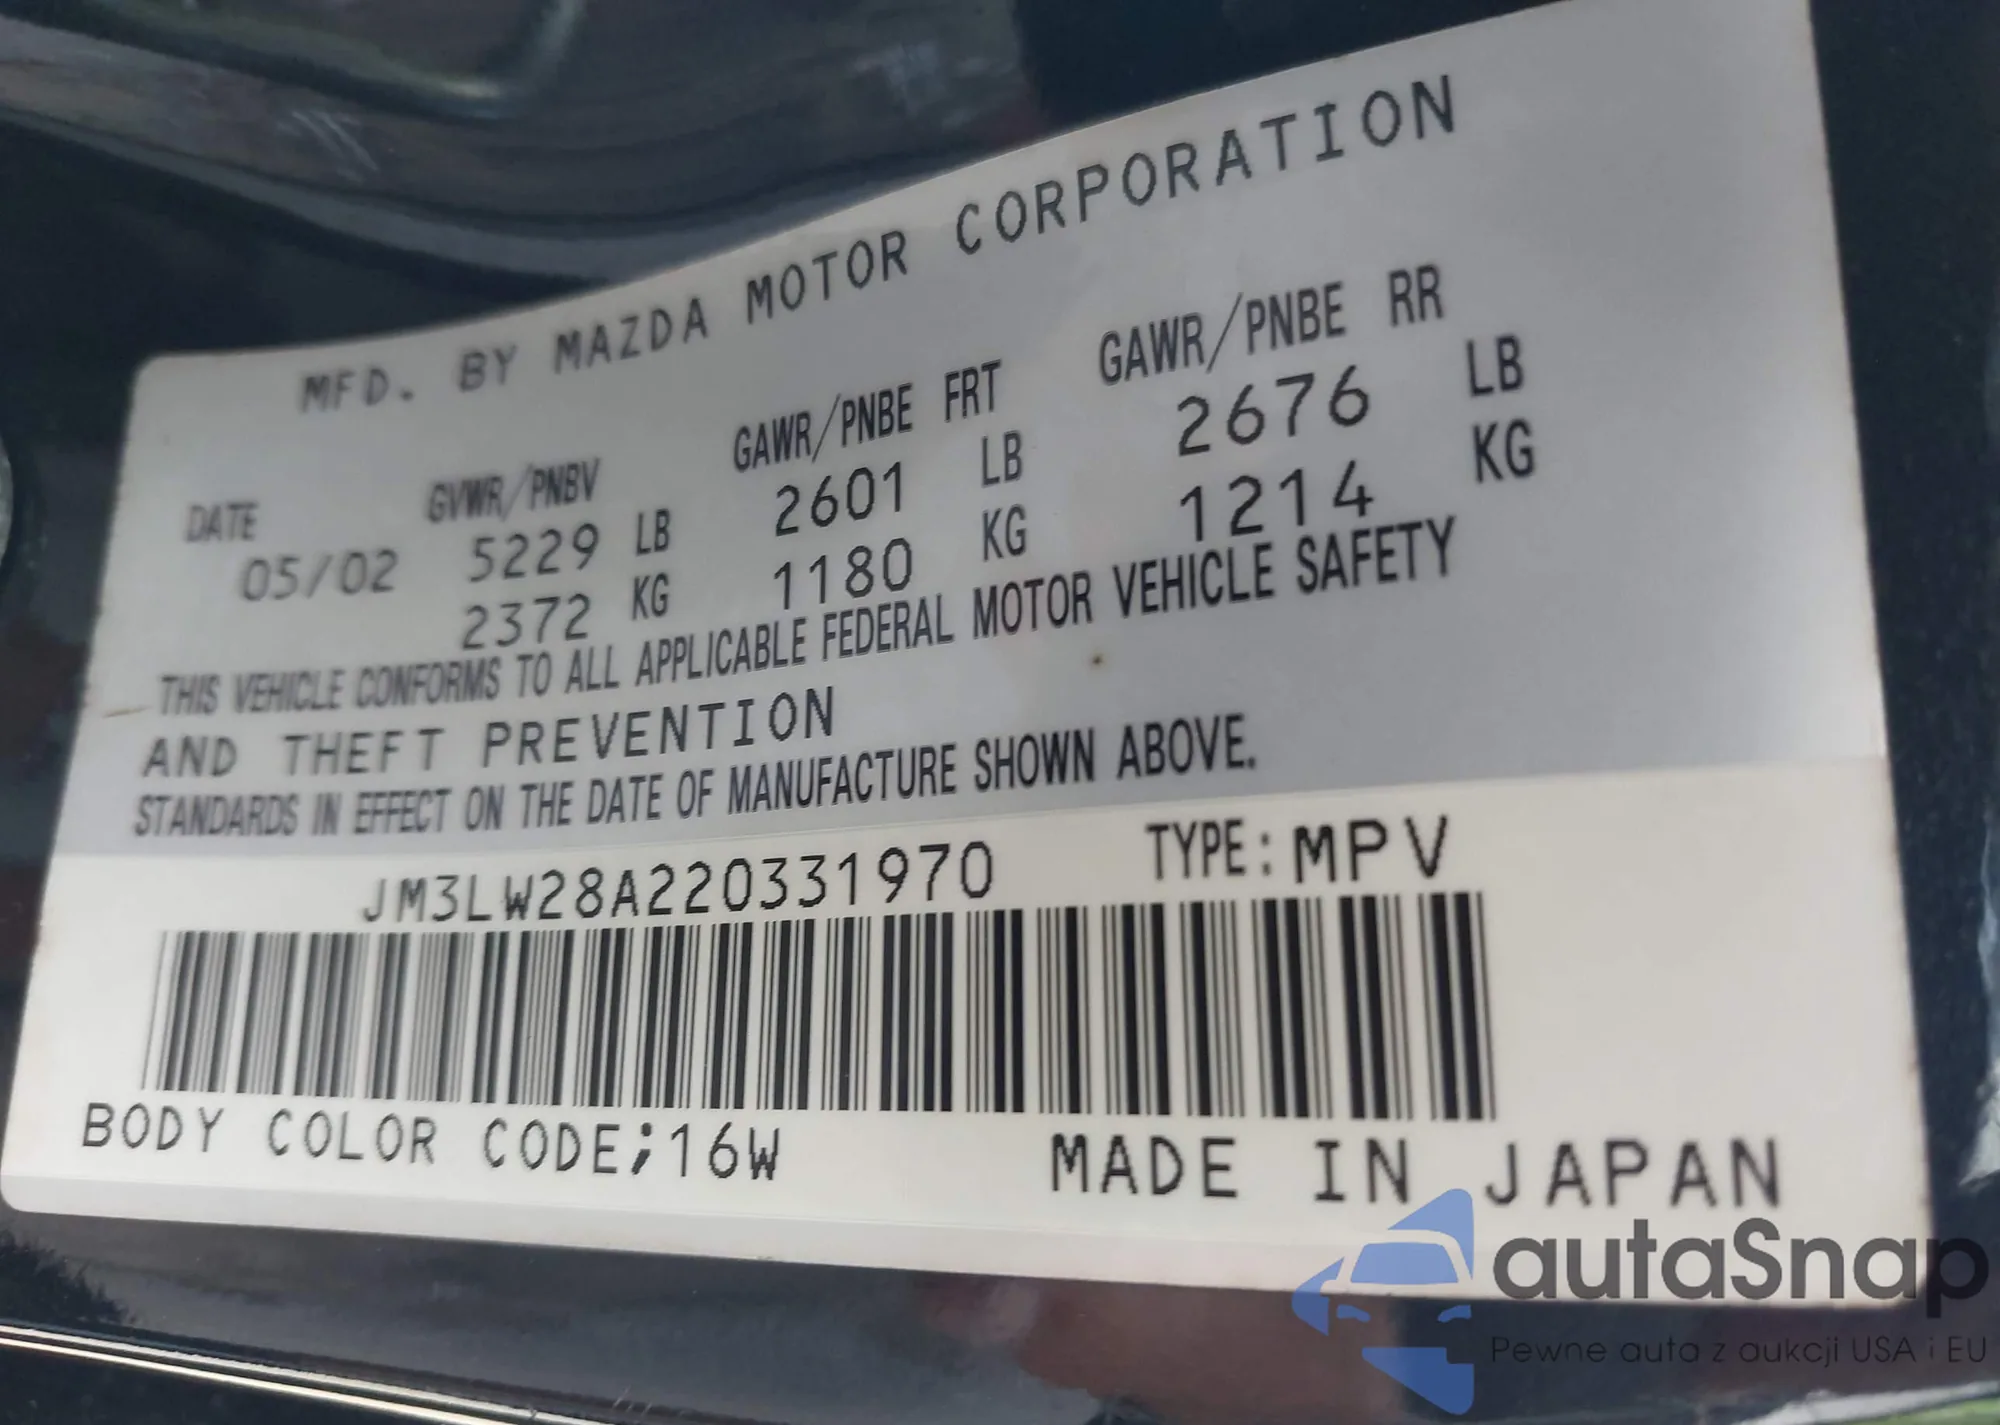 MFD. BY MAZDA MOTOR CORPORATION
DATE GVWR/PNBV GAWR/PNBE FRT GAWR/PNBE RR
05/02 5229 LB 2601 LB 2676 LB
2372 KG 1180 KG 1214 KG
THIS VEHICLE CONFORMS TO ALL APPLICABLE FEDERAL MOTOR VEHICLE SAFETY
AND THEFT PREVENTION
STANDARDS IN EFFECT ON THE DATE OF MANUFACTURE SHOWN ABOVE.
JM3LW28A220331970 TYPE: MPV
BODY COLOR CODE;16W MADE IN JAPAN
autaSnap
Pewne auta z aukcji USA i EU